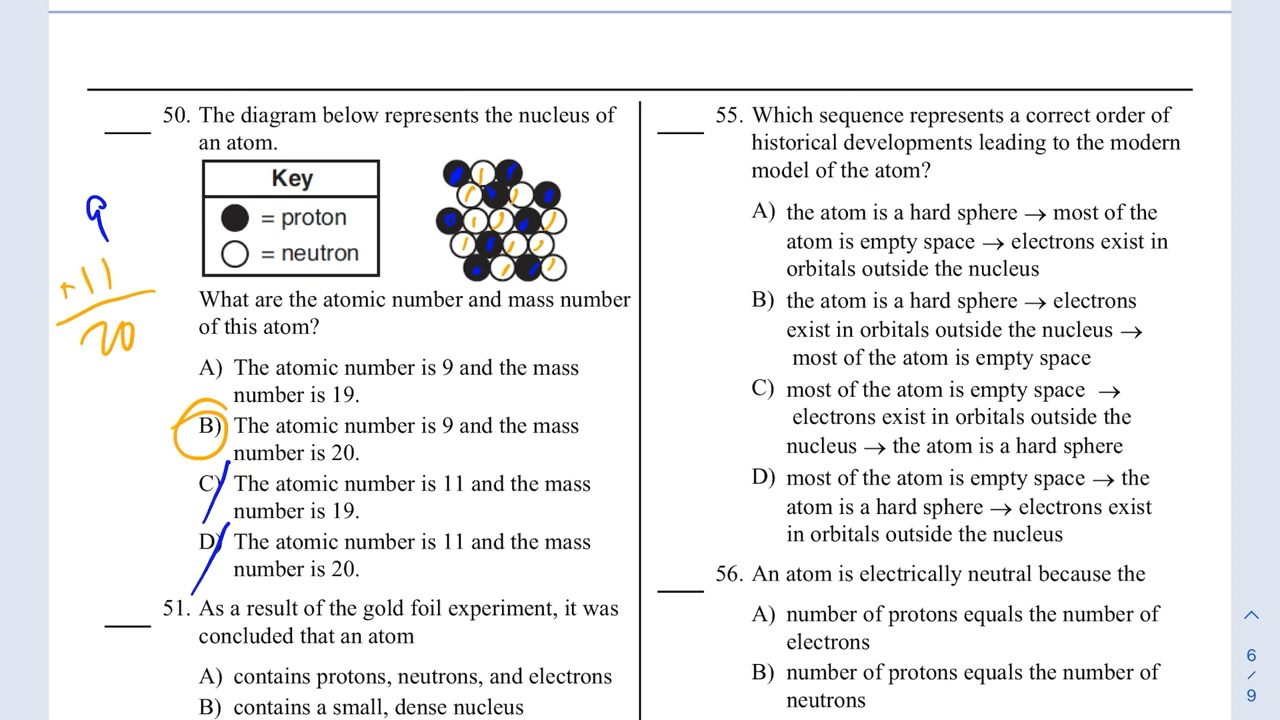 50. The diagram below represents the nucleus of
an atom.
Key
= proton
= neutron
9
+11
20
What are the atomic number and mass number
of this atom?
A) The atomic number is 9 and the mass
number is 19.
B) The atomic number is 9 and the mass
number is 20.
C) The atomic number is 11 and the mass
number is 19.
D) The atomic number is 11 and the mass
number is 20.
51. As a result of the gold foil experiment, it was
concluded that an atom
A) contains protons, neutrons, and electrons
B) contains a small, dense nucleus
55. Which sequence represents a correct order of
historical developments leading to the modern
model of the atom?
A) the atom is a hard sphere → most of the
atom is empty space → electrons exist in
orbitals outside the nucleus
B) the atom is a hard sphere → electrons
exist in orbitals outside the nucleus →
most of the atom is empty space
C) most of the atom is empty space →
electrons exist in orbitals outside the
nucleus → the atom is a hard sphere
D) most of the atom is empty space → the
atom is a hard sphere → electrons exist
in orbitals outside the nucleus
56. An atom is electrically neutral because the
A) number of protons equals the number of
electrons
B) number of protons equals the number of
neutrons
6
/
9